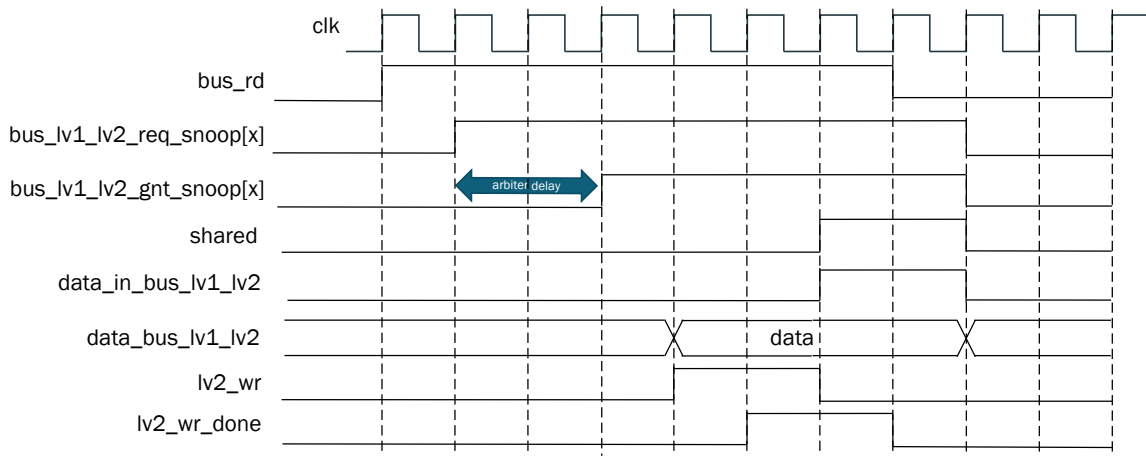 clk
bus_rd
bus_lv1_lv2_req_snoop[x]
bus_lv1_lv2_gnt_snoop[x]
arbiter delay
shared
data_in_bus_lv1_lv2
data_bus_lv1_lv2
data
lv2_wr
lv2_wr_done